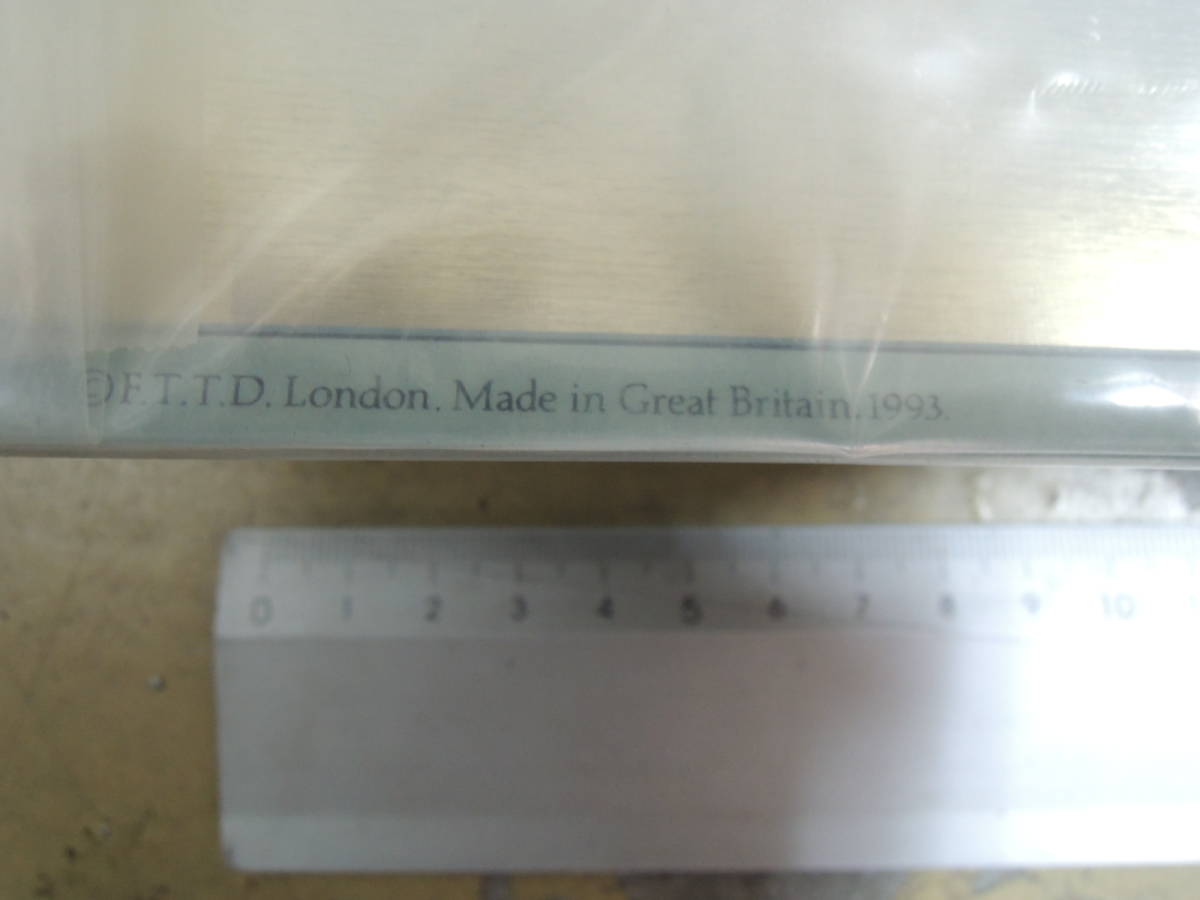 ©F.T.T.D. London. Made in Great Britain. 1993.
0 1 2 3 4 5 6 7 8 9 10